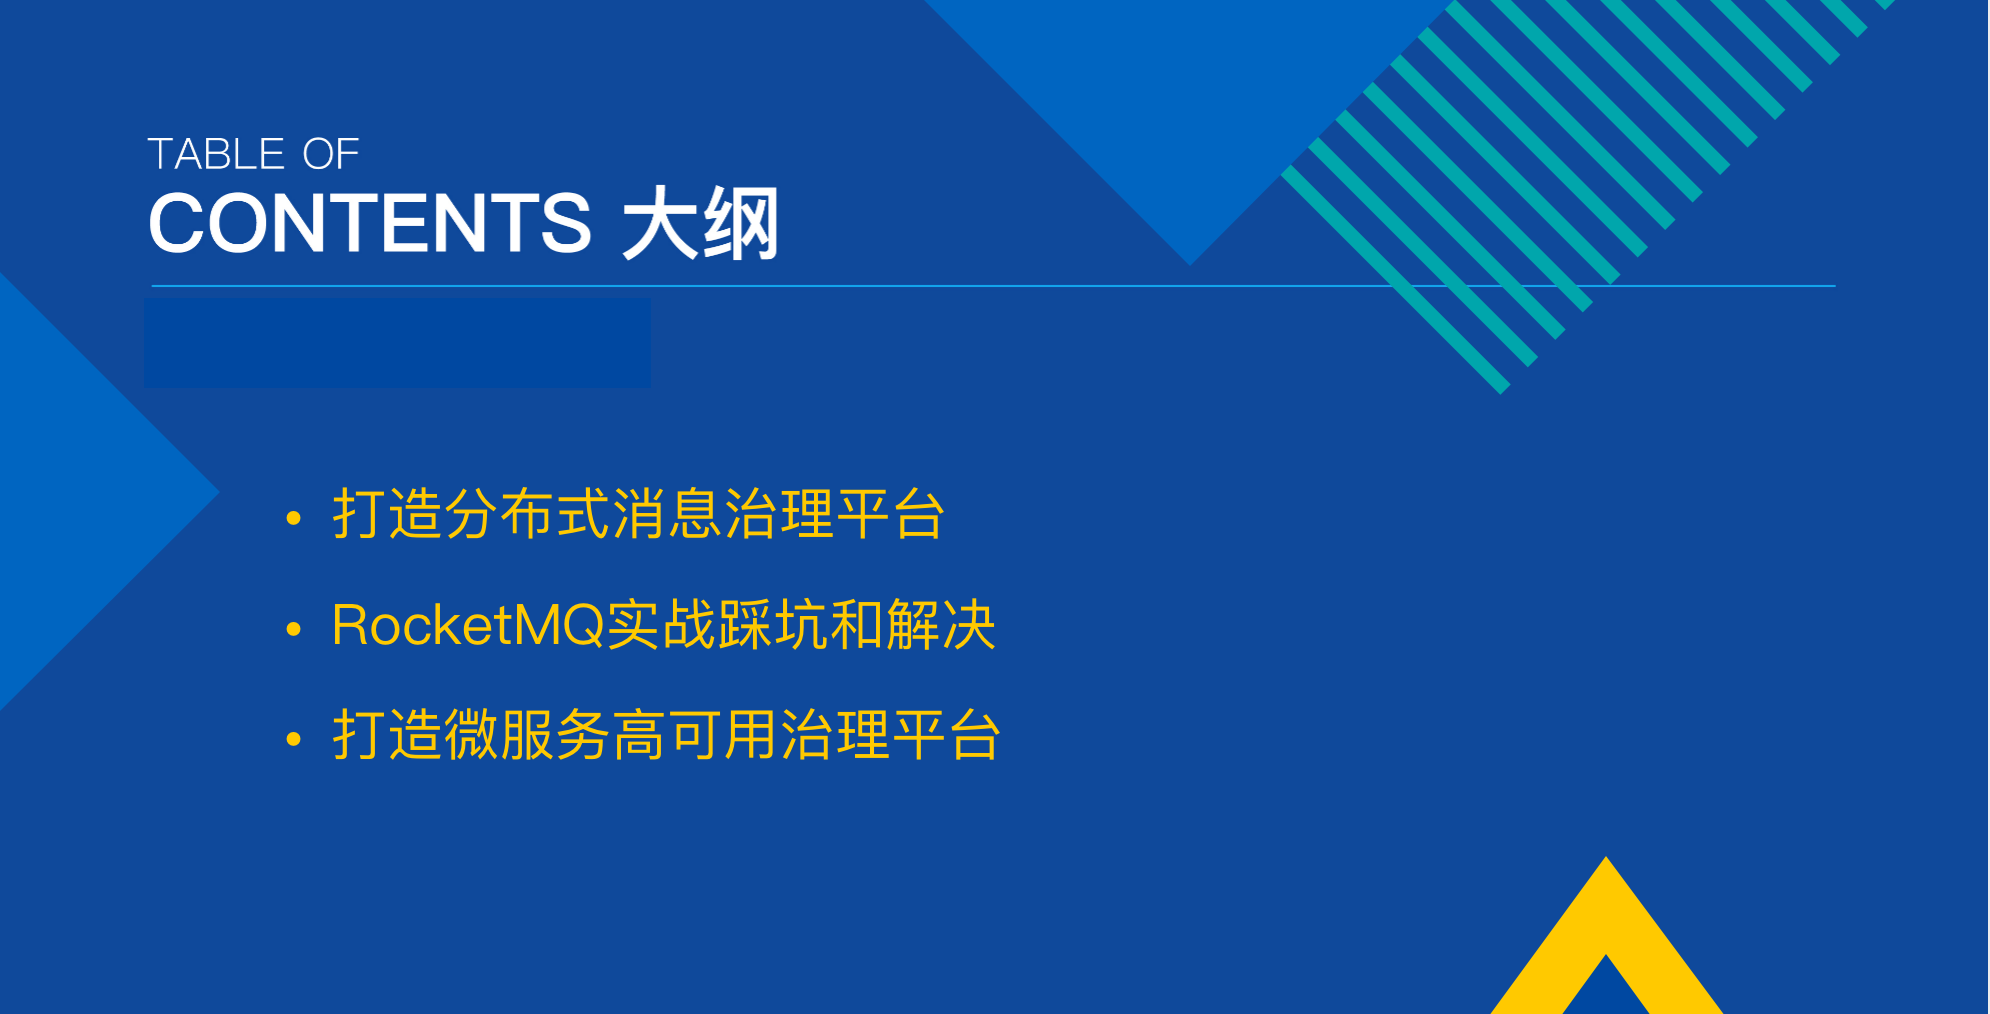 TABLE OF
CONTENTS 大纲
• 打造分布式消息治理平台
• RocketMQ实战踩坑和解决
• 打造微服务高可用治理平台